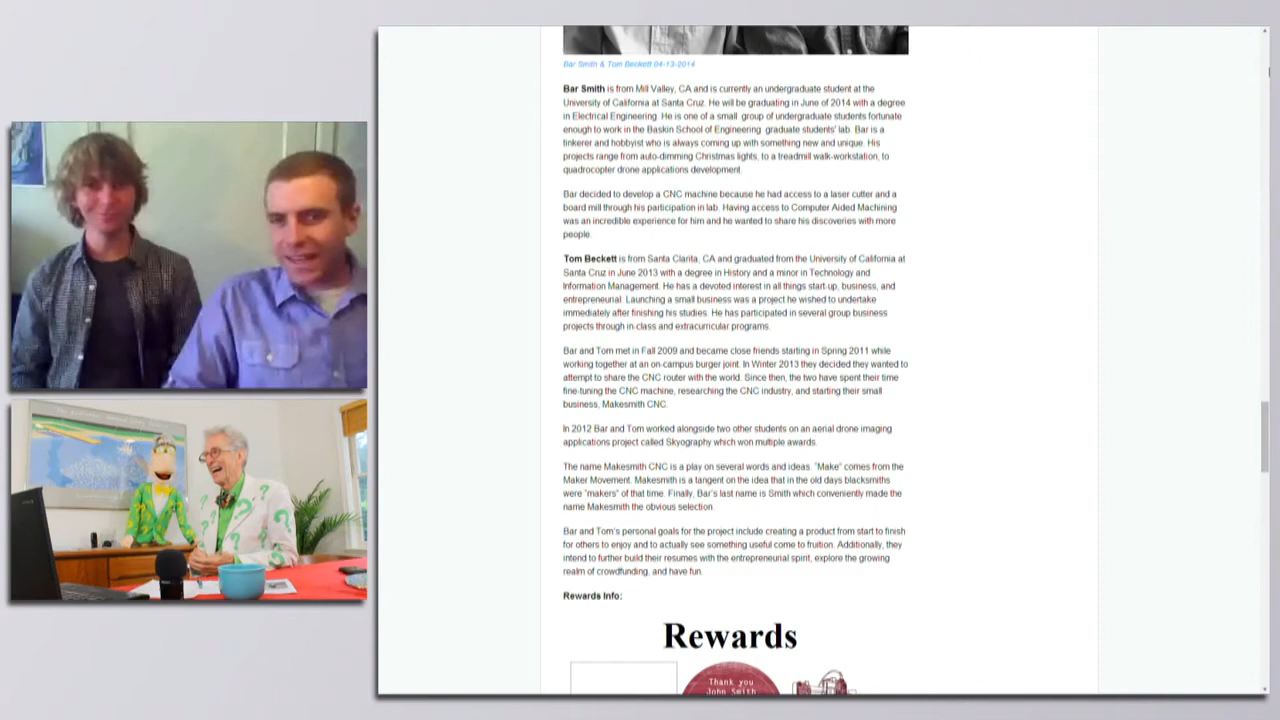 Bar Smith & Tom Beckett 04-13-2014
Bar Smith is from Mill Valley, CA and is currently an undergraduate student at the
University of California at Santa Cruz. He will be graduating in June of 2014 with a degree
in Electrical Engineering. He is one of a small group of undergraduate students fortunate
enough to work in the Baskin School of Engineering graduate students' lab. Bar is a
tinkerer and hobbyist who is always coming up with something new and unique. His
projects range from auto-dimming Christmas lights, to a treadmill walk-workstation, to
quadrocopter drone applications development.
Bar decided to develop a CNC machine because he had access to a laser cutter and a
board mill through his participation in lab. Having access to Computer Aided Machining
was an incredible experience for him and he wanted to share his discoveries with more
people.
Tom Beckett is from Santa Clarita, CA and graduated from the University of California at
Santa Cruz in June 2013 with a degree in History and a minor in Technology and
Information Management. He has a devoted interest in all things start-up, business, and
entrepreneurial. Launching a small business was a project he wished to undertake
immediately after finishing his studies. He has participated in several group business
projects through in-class and extracurricular programs.
Bar and Tom met in Fall 2009 and became close friends starting in Spring 2011 while
working together at an on-campus burger joint. In Winter 2013 they decided they wanted to
attempt to share the CNC router with the world. Since then, the two have spent their time
fine-tuning the CNC machine, researching the CNC industry, and starting their small
business, Makesmith CNC.
In 2012 Bar and Tom worked alongside two other students on an aerial drone imaging
applications project called Skyography which won multiple awards.
The name Makesmith CNC is a play on several words and ideas. "Make" comes from the
Maker Movement. Makesmith is a tangent on the idea that in the old days blacksmiths
were "makers" of that time. Finally, Bar's last name is Smith which conveniently made the
name Makesmith the obvious selection.
Bar and Tom's personal goals for the project include creating a product from start to finish
for others to enjoy and to actually see something useful come to fruition. Additionally, they
intend to further build their resumes with the entrepreneurial spirit, explore the growing
realm of crowdfunding, and have fun.
Rewards Info:
Rewards
Thank you
John Smith